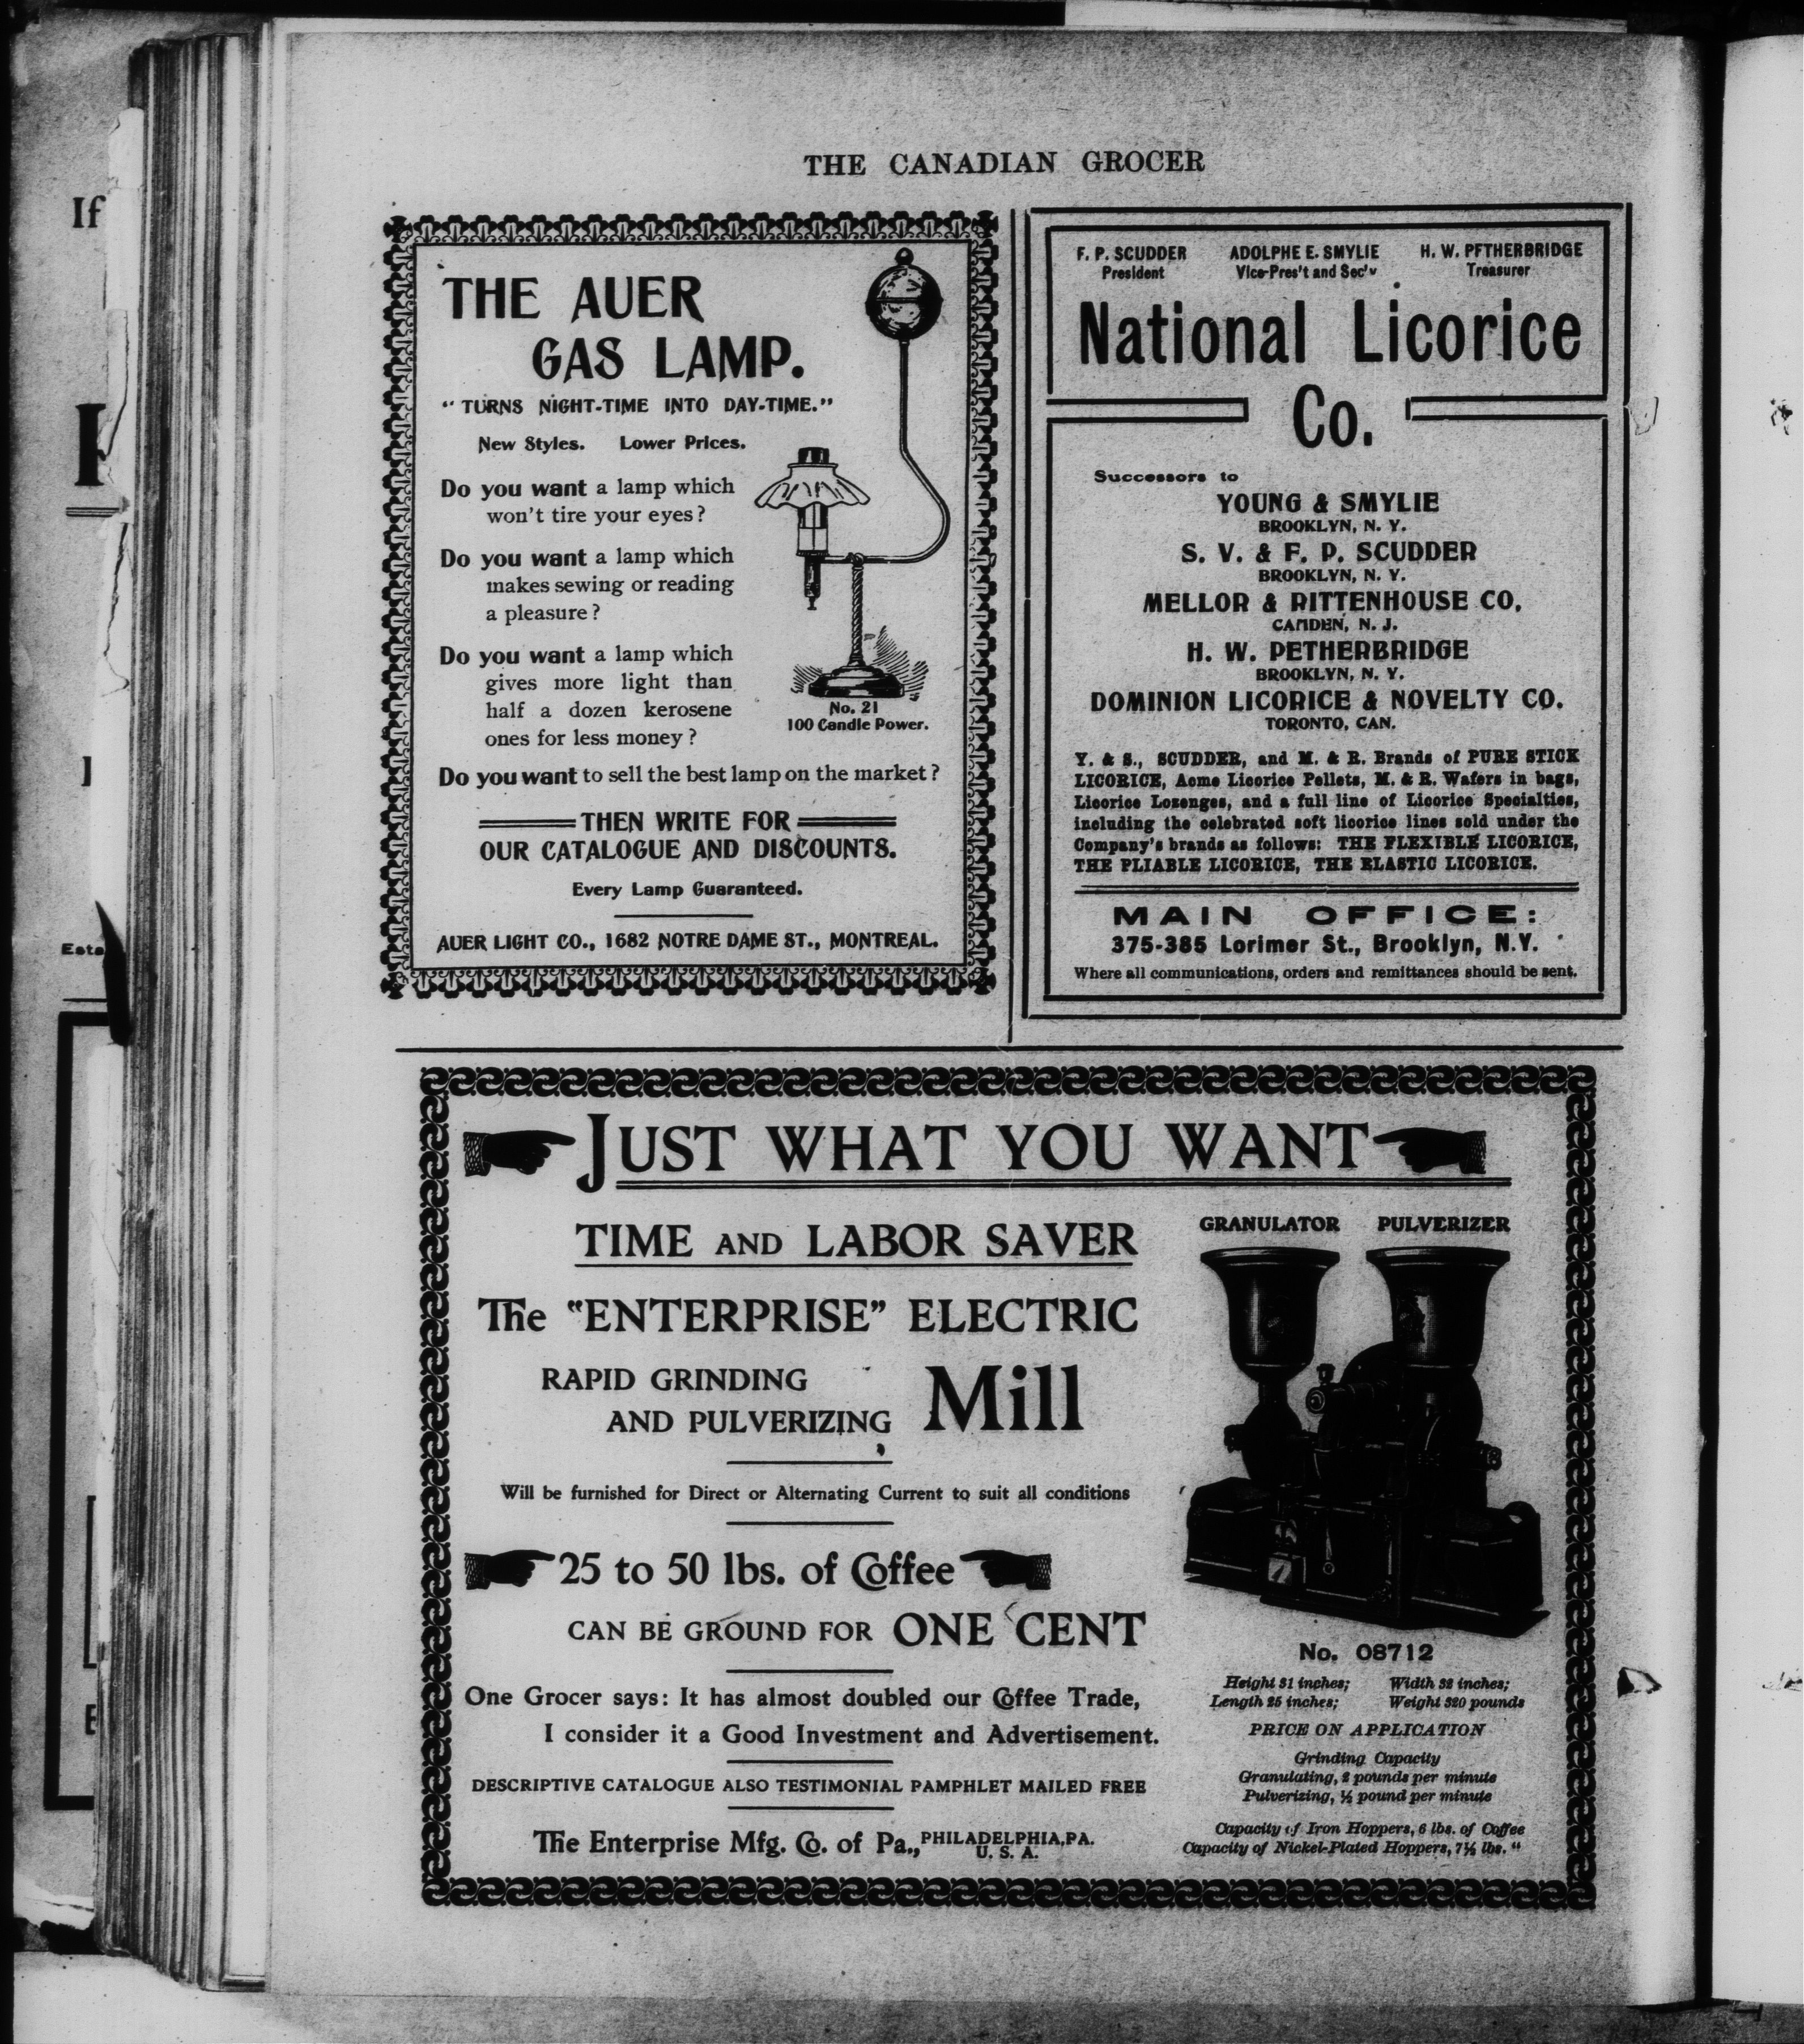 THE CANADIAN GROCER
THE AUER
GAS LAMP.
"TURNS NIGHT-TIME INTO DAY-TIME."
New Styles. Lower Prices.
Do you want a lamp which
won't tire your eyes?
Do you want a lamp which
makes sewing or reading
a pleasure?
Do you want a lamp which
gives more light than
half a dozen kerosene
ones for less money?
No. 21
100 Candle Power.
Do you want to sell the best lamp on the market?
THEN WRITE FOR
OUR CATALOGUE AND DISCOUNTS.
Every Lamp Guaranteed.
AUER LIGHT CO., 1682 NOTRE DAME ST., MONTREAL.
F. P. SCUDDER ADOLPHE E. SMYLIE H. W. PETHERBRIDGE
President Vice-Pres't and Sec'y Treasurer
National Licorice
Co.
Successors to
YOUNG & SMYLIE
BROOKLYN, N. Y.
S. V. & F. P. SCUDDER
BROOKLYN, N. Y.
MELLOR & RITTENHOUSE CO.
CAMDEN, N. J.
H. W. PETHERBRIDGE
BROOKLYN, N. Y.
DOMINION LICORICE & NOVELTY CO.
TORONTO, CAN.
Y. & S., SCUDDER, and M. & R. Brands of PURE STICK
LICORICE, Acme Licorice Pellets, M. & R. Wafers in bags,
Licorice Lozenges, and a full line of Licorice Specialties,
including the celebrated soft licorice lines sold under the
Company's brands as follows: THE FLEXIBLE LICORICE,
THE PLIABLE LICORICE, THE ELASTIC LICORICE.
MAIN OFFICE:
375-385 Lorimer St., Brooklyn, N.Y.
Where all communications, orders and remittances should be sent.
JUST WHAT YOU WANT
TIME AND LABOR SAVER
The "ENTERPRISE" ELECTRIC
RAPID GRINDING
AND PULVERIZING Mill
Will be furnished for Direct or Alternating Current to suit all conditions
25 to 50 lbs. of Coffee
CAN BE GROUND FOR ONE CENT
One Grocer says: It has almost doubled our Coffee Trade,
I consider it a Good Investment and Advertisement.
DESCRIPTIVE CATALOGUE ALSO TESTIMONIAL PAMPHLET MAILED FREE
The Enterprise Mfg. Co. of Pa., PHILADELPHIA, PA.
U. S. A.
GRANULATOR PULVERIZER
7
No. 08712
Height 31 inches; Width 32 inches;
Length 25 inches; Weight 320 pounds
PRICE ON APPLICATION
Grinding Capacity
Granulating, 2 pounds per minute
Pulverizing, ½ pound per minute
Capacity of Iron Hoppers, 6 lbs. of Coffee
Capacity of Nickel-Plated Hoppers, 7½ lbs. "
If
Esta